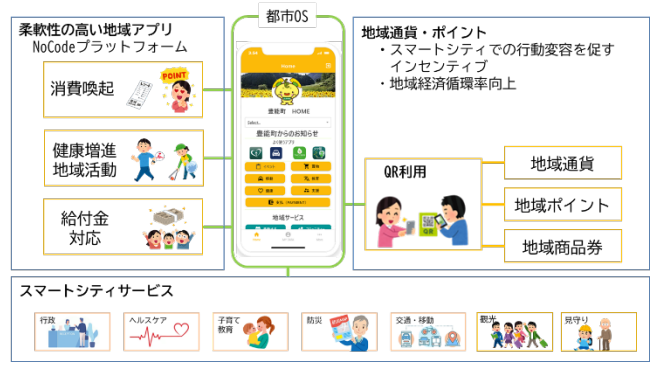 都市OS
柔軟性の高い地域アプリ
NoCodeプラットフォーム
消費喚起
POINT
健康増進
地域活動
給付金
対応
Home
豊能町 HOME
Select...
豊能町からのお知らせ
地域サービス
地域通貨・ポイント
・スマートシティでの行動変容を促す
インセンティブ
・地域経済循環率向上
QR利用
QR
地域通貨
地域ポイント
地域商品券
スマートシティサービス
行政
ヘルスケア
子育て
教育
防災
交通・移動
観光
見守り